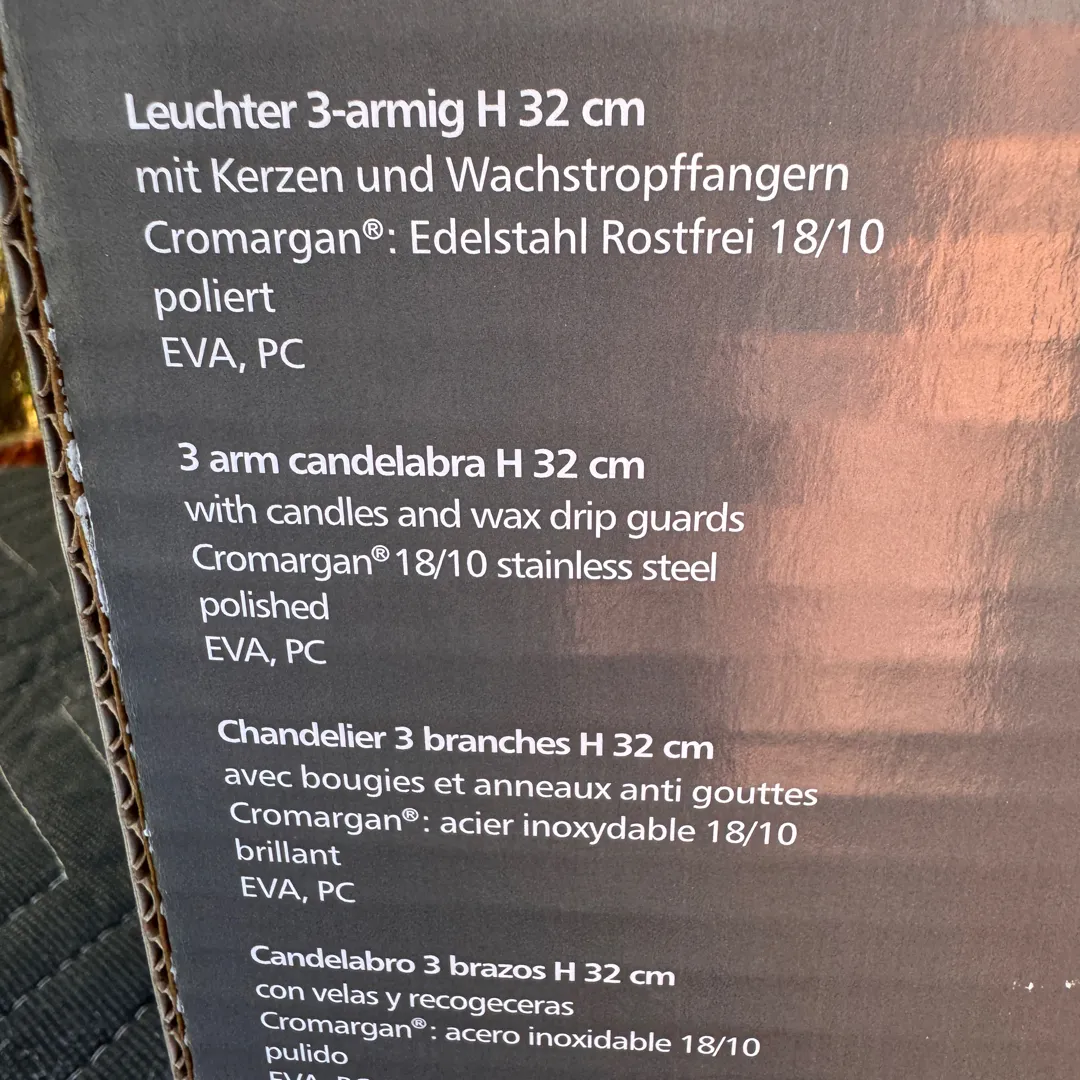 Leuchter 3-armig H 32 cm
mit Kerzen und Wachstropffangern
Cromargan®: Edelstahl Rostfrei 18/10
poliert
EVA, PC
3 arm candelabra H 32 cm
with candles and wax drip guards
Cromargan® 18/10 stainless steel
polished
EVA, PC
Chandelier 3 branches H 32 cm
avec bougies et anneaux anti gouttes
Cromargan®: acier inoxydable 18/10
brillant
EVA, PC
Candelabro 3 brazos H 32 cm
con velas y recogeceras
Cromargan®: acero inoxidable 18/10
pulido
EVA, PC